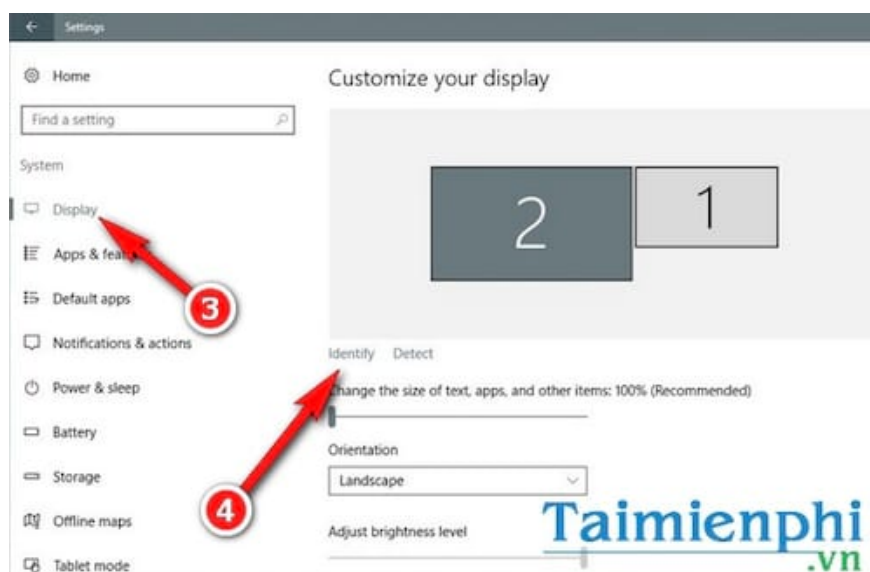 Settings
Home
Find a setting
System
Display
Apps & fea
Default apps
Notifications & actions
Power & sleep
Battery
Storage
Offline maps
Tablet mode
3
4
Customize your display
2
1
Identify Detect
Change the size of text, apps, and other items: 100% (Recommended)
Orientation
Landscape
Adjust brightness level
Taimienphi
.vn